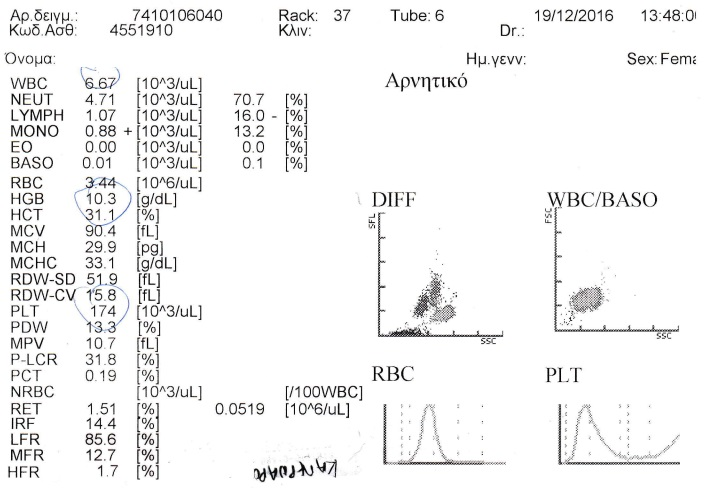 Αρ.δειγμ.: 7410106040 Rack: 37 Tube: 6 19/12/2016 13:48:0
Κωδ.Ασθ: 4551910 Κλιν: Dr.:
Όνομα: Ημ.γενν: Sex: Fema
Αρνητικό
WBC 6.67 [10^3/uL]
NEUT 4.71 [10^3/uL] 70.7 [%]
LYMPH 1.07 [10^3/uL] 16.0 - [%]
MONO 0.88 + [10^3/uL] 13.2 [%]
EO 0.00 [10^3/uL] 0.0 [%]
BASO 0.01 [10^3/uL] 0.1 [%]
RBC 3.44 [10^6/uL]
HGB 10.3 [g/dL]
HCT 31.1 [%]
MCV 90.4 [fL]
MCH 29.9 [pg]
MCHC 33.1 [g/dL]
RDW-SD 51.9 [fL]
RDW-CV 15.8 [fL]
PLT 174 [10^3/uL]
PDW 13.3 [%]
MPV 10.7 [fL]
P-LCR 31.8 [%]
PCT 0.19 [%]
NRBC [10^3/uL] [/100WBC]
RET 1.51 [%] 0.0519 [10^6/uL]
IRF 14.4 [%]
LFR 85.6 [%]
MFR 12.7 [%]
HFR 1.7 [%]
DIFF WBC/BASO
SFL FSC
SSC SSC
RBC PLT